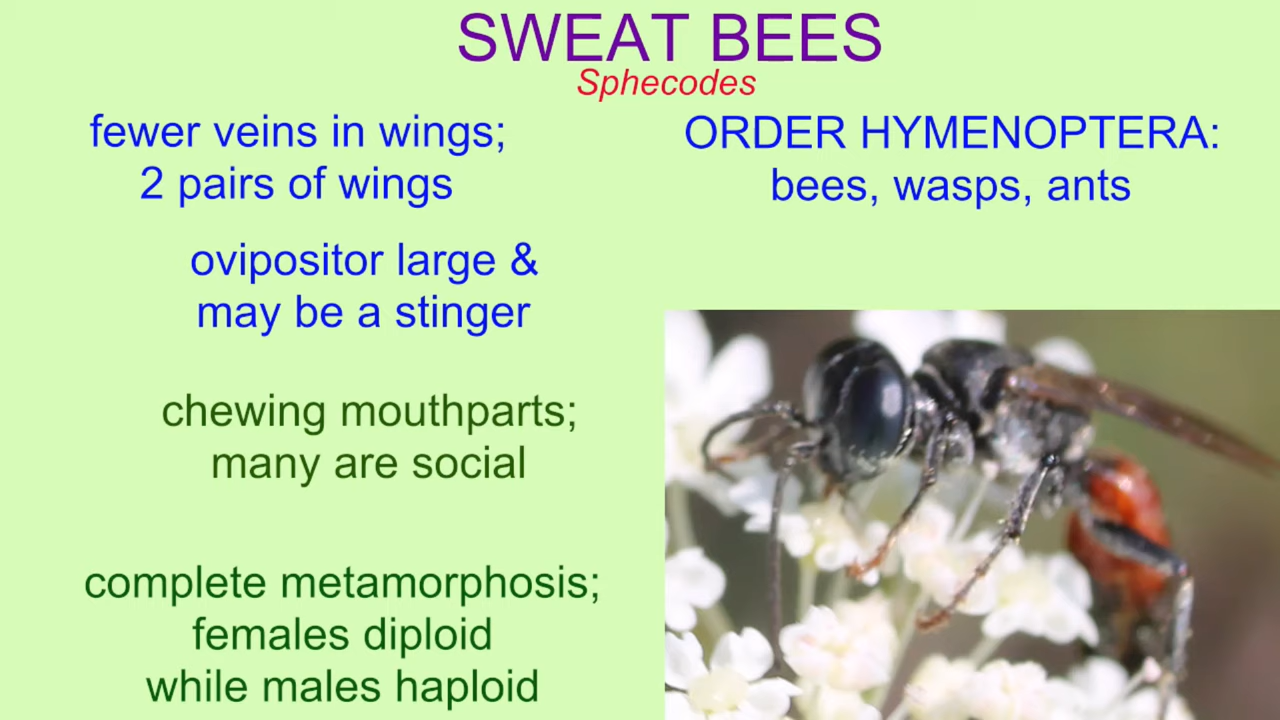 SWEAT BEES
Sphecodes
fewer veins in wings;
2 pairs of wings
ORDER HYMENOPTERA:
bees, wasps, ants
ovipositor large &
may be a stinger
chewing mouthparts;
many are social
complete metamorphosis;
females diploid
while males haploid